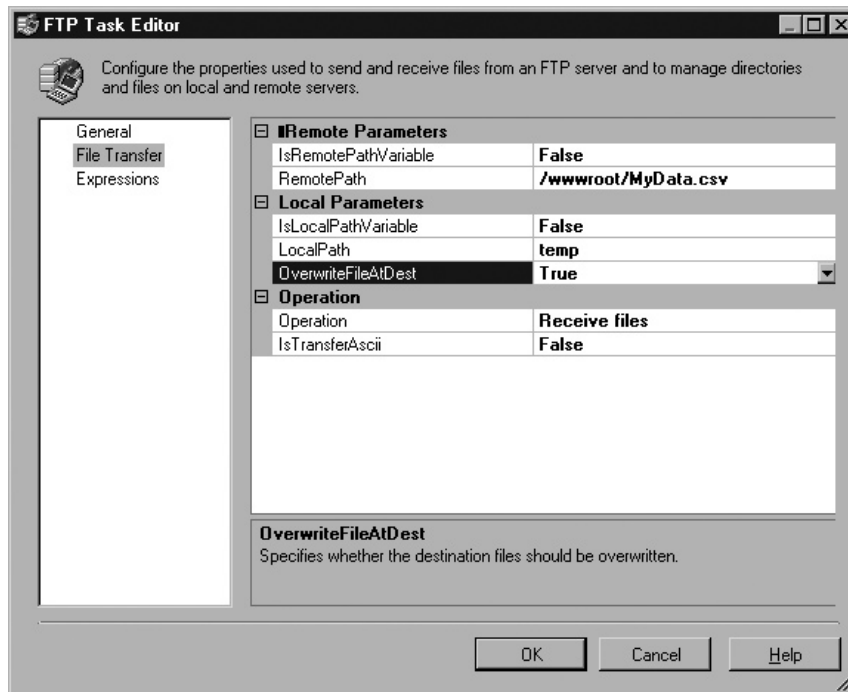 FTP Task Editor
Configure the properties used to send and receive files from an FTP server and to manage directories
and files on local and remote servers.
General
File Transfer
Expressions
Remote Parameters
IsRemotePathVariable False
RemotePath /wwwroot/MyData.csv
Local Parameters
IsLocalPathVariable False
LocalPath temp
OverwriteFileAtDest True
Operation
Operation Receive files
IsTransferAscii False
OverwriteFileAtDest
Specifies whether the destination files should be overwritten.
OK Cancel Help